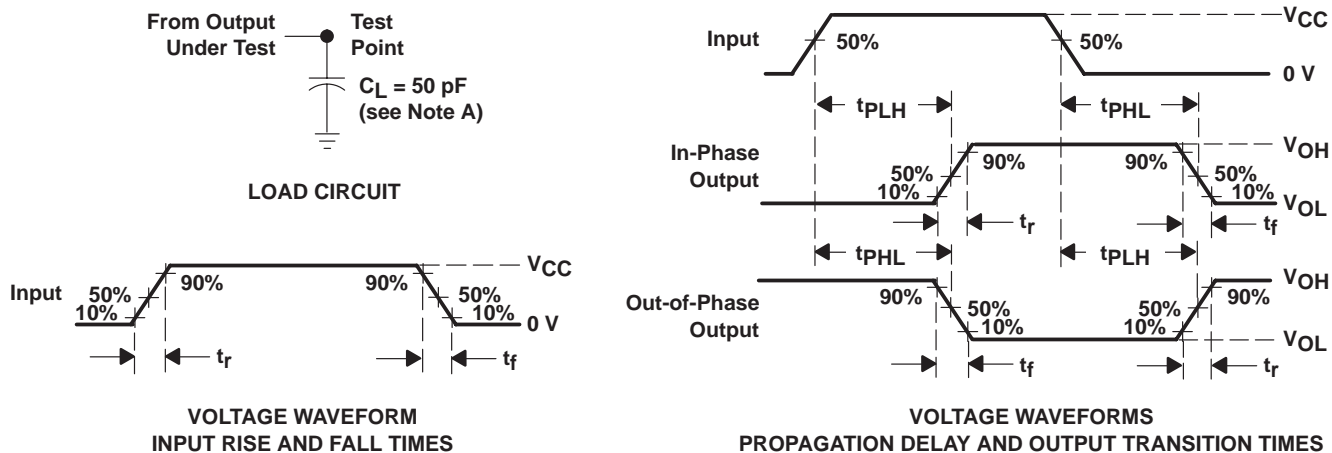 From Output
Under Test
Test
Point
CL = 50 pF
(see Note A)
LOAD CIRCUIT
Input
50%
10%
90%
90%
50%
10%
VCC
0 V
tr
tf
VOLTAGE WAVEFORM
INPUT RISE AND FALL TIMES
Input
50%
50%
VCC
0 V
tPLH
tPHL
In-Phase
Output
50%
10%
90%
90%
50%
10%
VOH
VOL
tr
tf
tPHL
tPLH
Out-of-Phase
Output
90%
50%
10%
50%
10%
90%
VOH
VOL
tf
tr
VOLTAGE WAVEFORMS
PROPAGATION DELAY AND OUTPUT TRANSITION TIMES